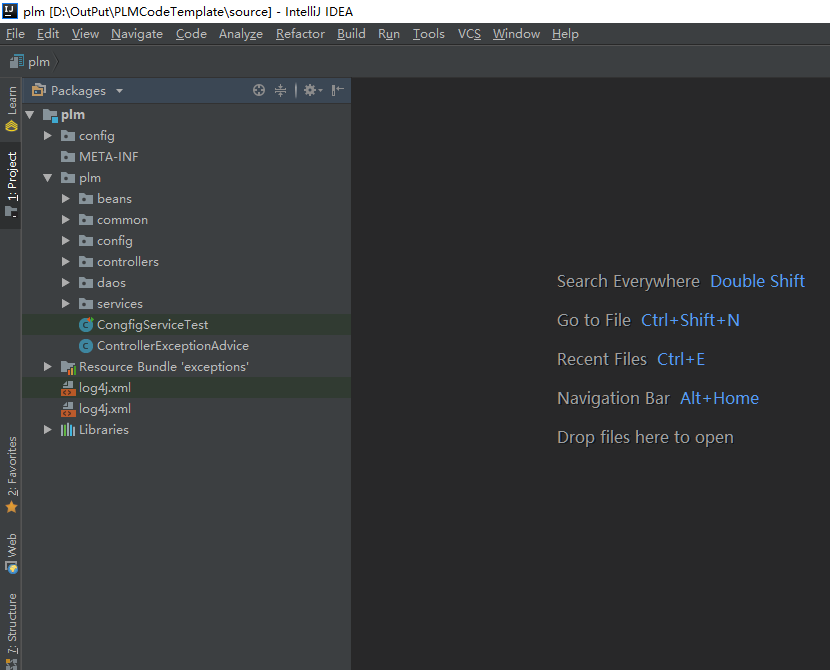 plm [D:\OutPut\PLMCodeTemplate\source] - IntelliJ IDEA
File Edit View Navigate Code Analyze Refactor Build Run Tools VCS Window Help
plm
Packages
plm
config
META-INF
plm
beans
common
config
controllers
daos
services
CongfigServiceTest
ControllerExceptionAdvice
Resource Bundle 'exceptions'
log4j.xml
log4j.xml
Libraries
Learn
1: Project
2: Favorites
Web
7: Structure
Search Everywhere Double Shift
Go to File Ctrl+Shift+N
Recent Files Ctrl+E
Navigation Bar Alt+Home
Drop files here to open